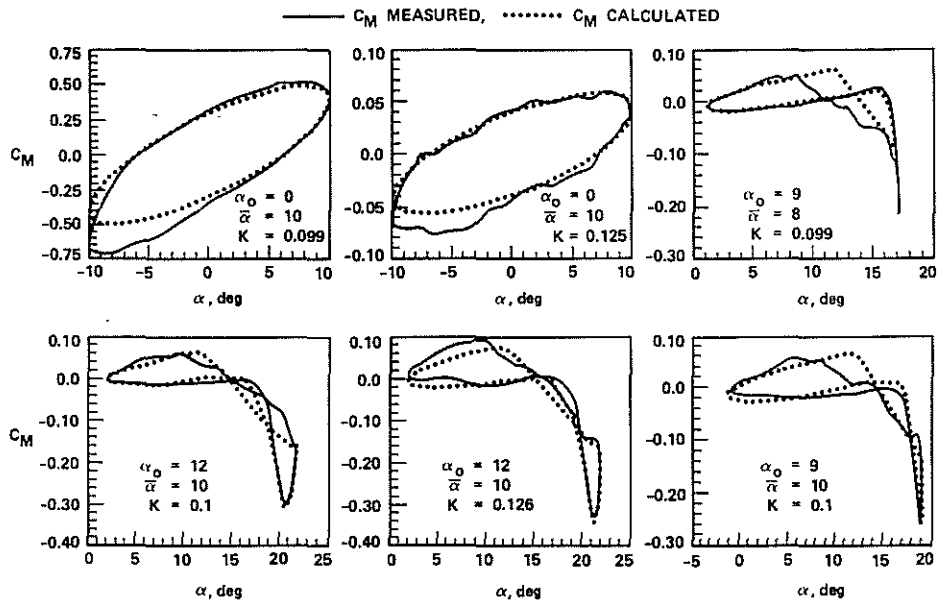 C_M MEASURED, C_M CALCULATED
0.75
0.50
0.25
0.0
-0.25
-0.50
-0.75
C_M
α_o = 0
ᾱ = 10
K = 0.099
-10 -5 0 5 10
α, deg
0.10
0.05
0.0
-0.05
-0.10
α_o = 0
ᾱ = 10
K = 0.125
-10 -5 0 5 10
α, deg
0.10
0.0
-0.10
-0.20
-0.30
α_o = 9
ᾱ = 8
K = 0.099
0 5 10 15 20
α, deg
0.10
0.0
-0.10
-0.20
-0.30
-0.40
C_M
α_o = 12
ᾱ = 10
K = 0.1
0 5 10 15 20 25
α, deg
0.10
0.0
-0.10
-0.20
-0.30
-0.40
α_o = 12
ᾱ = 10
K = 0.126
0 5 10 15 20 25
α, deg
0.10
0.0
-0.10
-0.20
-0.30
α_o = 9
ᾱ = 10
K = 0.1
-5 0 5 10 15 20
α, deg